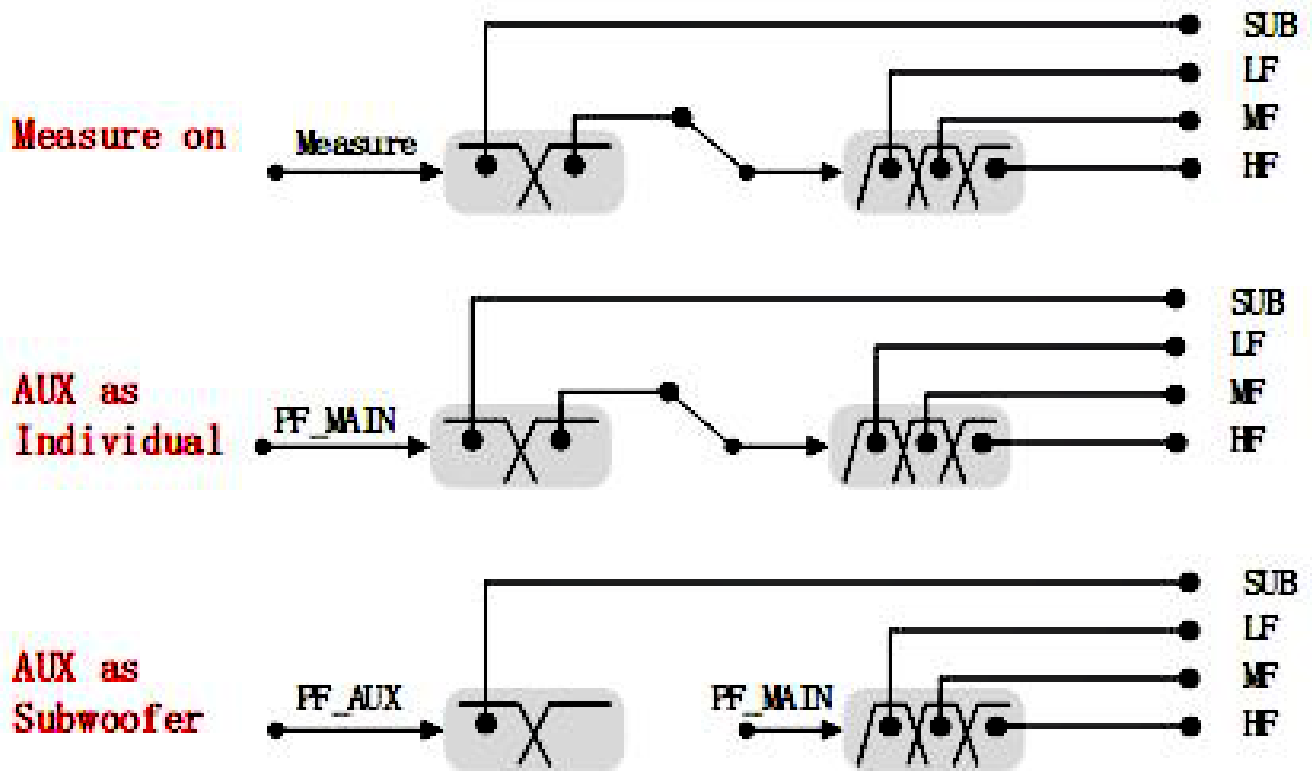 SUB
LF
Measure on
Measure
MF
HF
SUB
LF
AUX as
Individual
PF_MAIN
MF
HF
SUB
LF
AUX as
Subwoofer
PF_AUX
PF_MAIN
MF
HF